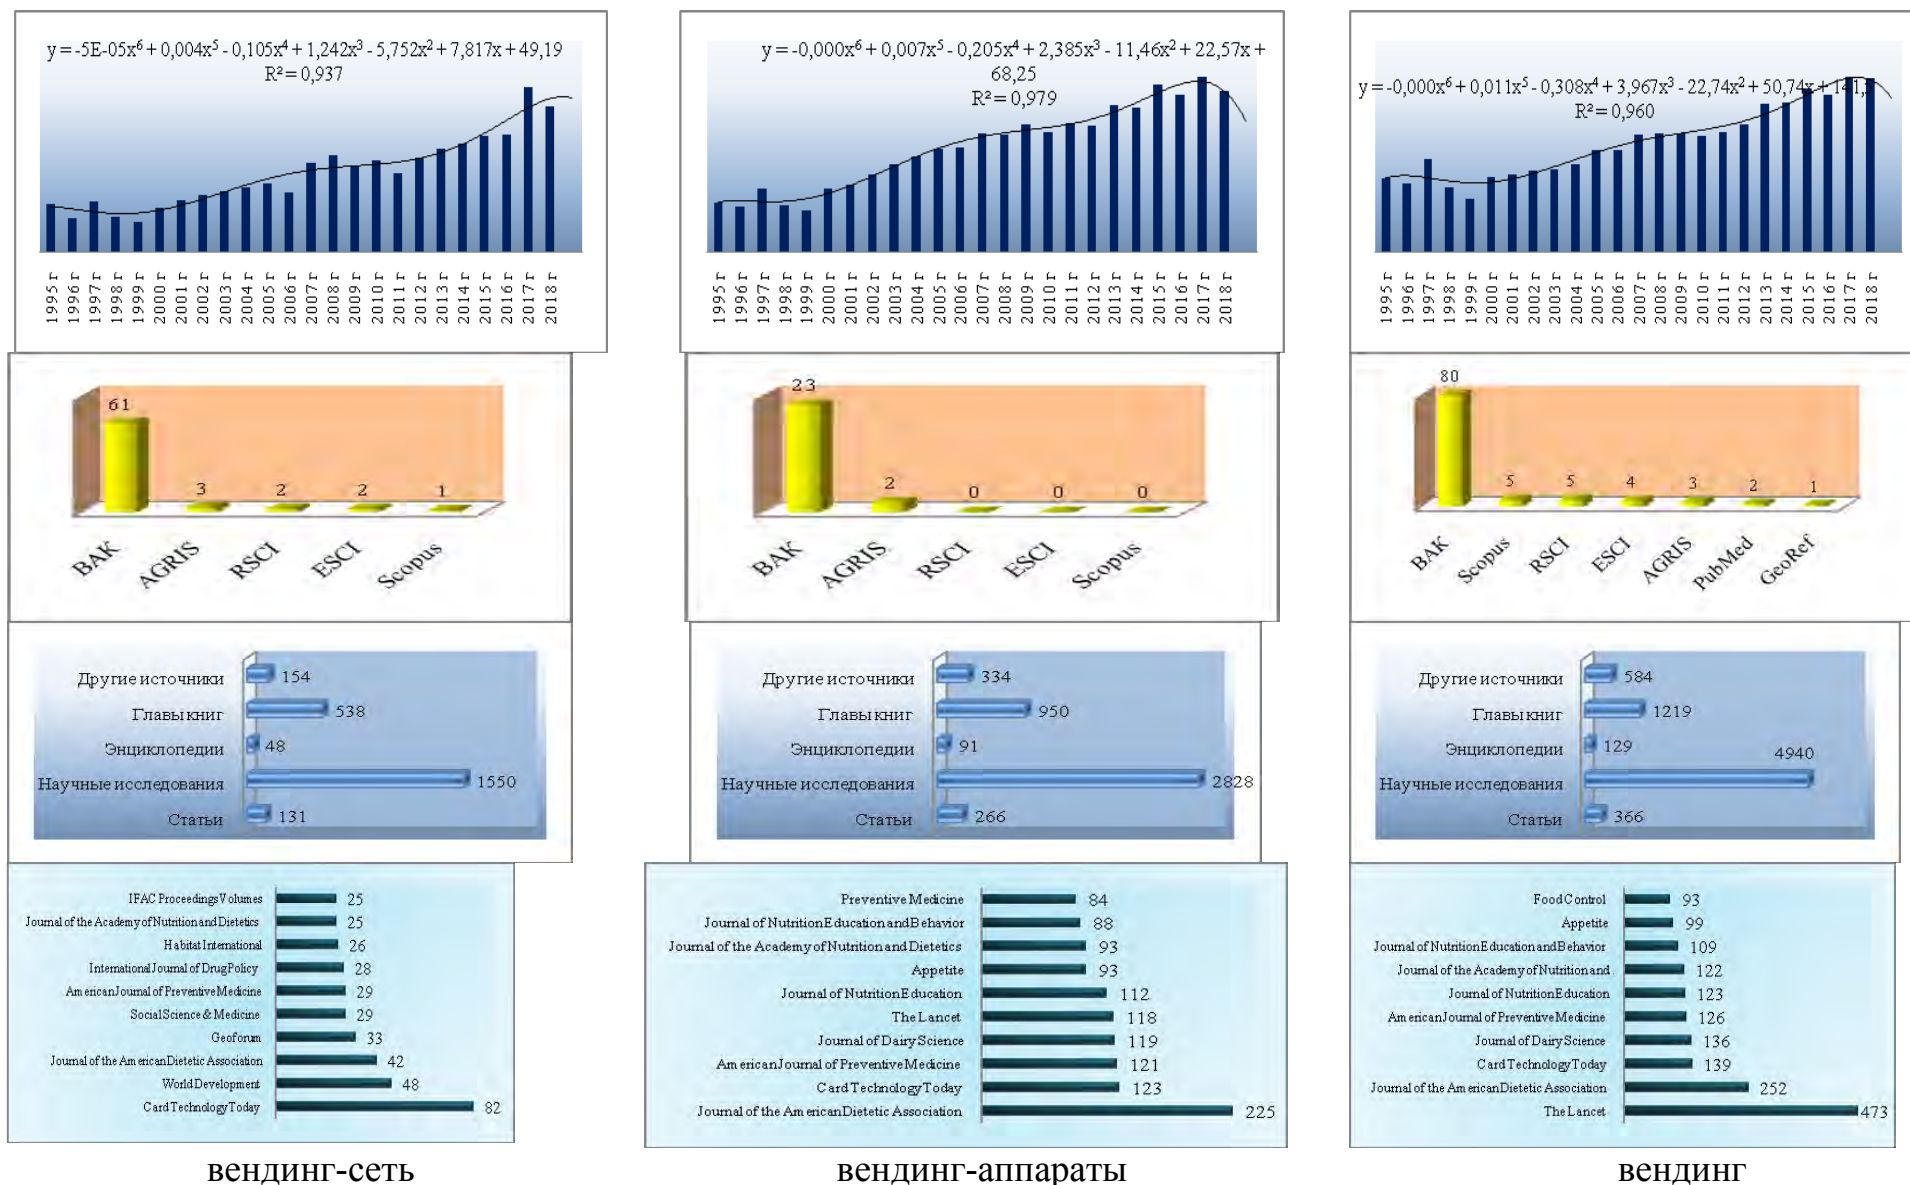 y = -5E-05x⁶ + 0,004x⁵ - 0,105x⁴ + 1,242x³ - 5,752x² + 7,817x + 49,19
R² = 0,937
1995 г
1996 г
1997 г
1998 г
1999 г
2000 г
2001 г
2002 г
2003 г
2004 г
2005 г
2006 г
2007 г
2008 г
2009 г
2010 г
2011 г
2012 г
2013 г
2014 г
2015 г
2016 г
2017 г
2018 г
61
3
2
2
1
ВАК
AGRIS
RSCI
ESCI
Scopus
Другие источники 154
Главы книг 538
Энциклопедии 48
Научные исследования 1550
Статьи 131
IFAC Proceedings Volumes 25
Journal of the Academy of Nutrition and Dietetics 25
Habitat International 26
International Journal of Drug Policy 28
American Journal of Preventive Medicine 29
Social Science & Medicine 29
Geoforum 33
Journal of the American Dietetic Association 42
World Development 48
Card Technology Today 82
вендинг-сеть
y = -0,000x⁶ + 0,007x⁵ - 0,205x⁴ + 2,385x³ - 11,46x² + 22,57x +
68,25
R² = 0,979
1995 г
1996 г
1997 г
1998 г
1999 г
2000 г
2001 г
2002 г
2003 г
2004 г
2005 г
2006 г
2007 г
2008 г
2009 г
2010 г
2011 г
2012 г
2013 г
2014 г
2015 г
2016 г
2017 г
2018 г
23
2
0
0
0
ВАК
AGRIS
RSCI
ESCI
Scopus
Другие источники 334
Главы книг 950
Энциклопедии 91
Научные исследования 2828
Статьи 266
Preventive Medicine 84
Journal of Nutrition Education and Behavior 88
Journal of the Academy of Nutrition and Dietetics 93
Appetite 93
Journal of Nutrition Education 112
The Lancet 118
Journal of Dairy Science 119
American Journal of Preventive Medicine 121
Card Technology Today 123
Journal of the American Dietetic Association 225
вендинг-аппараты
y = -0,000x⁶ + 0,011x⁵ - 0,308x⁴ + 3,967x³ - 22,74x² + 50,74x + 141,5
R² = 0,960
1995 г
1996 г
1997 г
1998 г
1999 г
2000 г
2001 г
2002 г
2003 г
2004 г
2005 г
2006 г
2007 г
2008 г
2009 г
2010 г
2011 г
2012 г
2013 г
2014 г
2015 г
2016 г
2017 г
2018 г
80
5
5
4
3
2
1
ВАК
Scopus
RSCI
ESCI
AGRIS
PubMed
GeoRef
Другие источники 584
Главы книг 1219
Энциклопедии 129
Научные исследования 4940
Статьи 366
Food Control 93
Appetite 99
Journal of Nutrition Education and Behavior 109
Journal of the Academy of Nutrition and 122
Journal of Nutrition Education 123
American Journal of Preventive Medicine 126
Journal of Dairy Science 136
Card Technology Today 139
Journal of the American Dietetic Association 252
The Lancet 473
вендинг